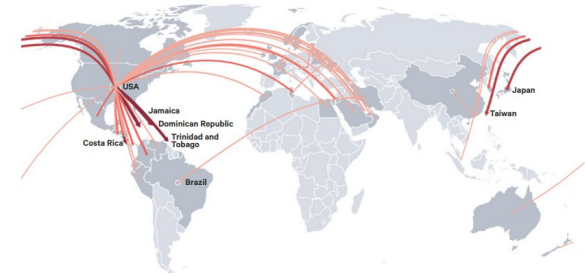 USA
Japan
Jamaica
Taiwan
Dominican Republic
Trinidad and
Tobago
Costa Rica
Brazil